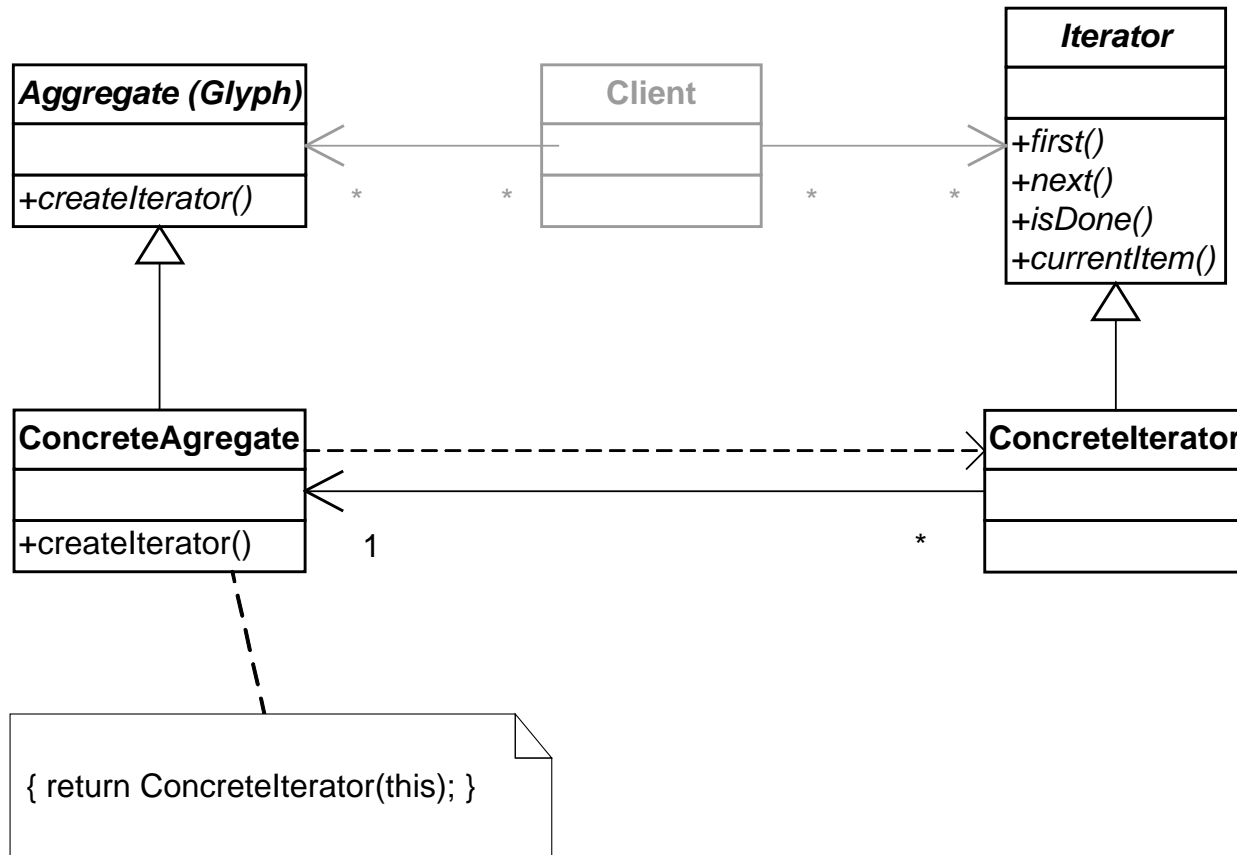 Aggregate (Glyph)
+createIterator()
Client
Iterator
+first()
+next()
+isDone()
+currentItem()
*
*
*
*
ConcreteAgregate
+createIterator()
ConcreteIterator
1
*
{ return ConcreteIterator(this); }